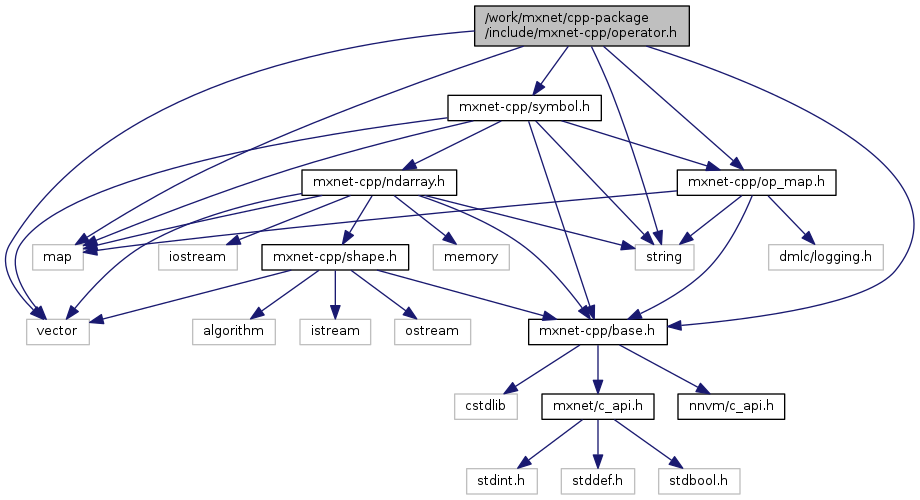 /work/mxnet/cpp-package
/include/mxnet-cpp/operator.h
mxnet-cpp/symbol.h
mxnet-cpp/ndarray.h
mxnet-cpp/op_map.h
map
iostream
mxnet-cpp/shape.h
memory
string
dmlc/logging.h
vector
algorithm
istream
ostream
mxnet-cpp/base.h
cstdlib
mxnet/c_api.h
nnvm/c_api.h
stdint.h
stddef.h
stdbool.h